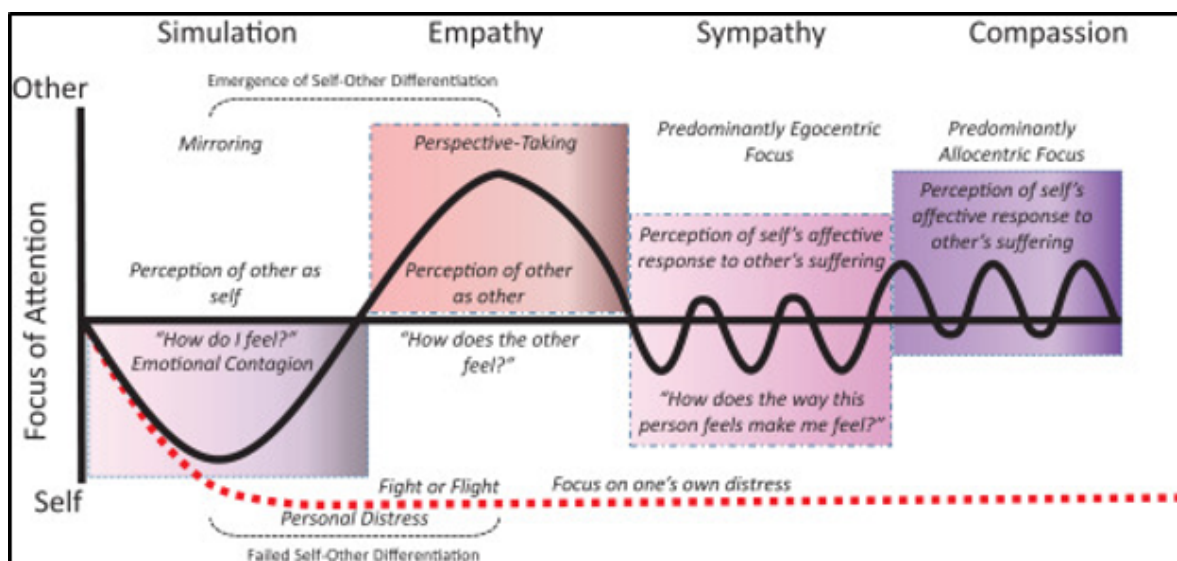 Simulation
Empathy
Sympathy
Compassion
Other
Focus of Attention
Self
Emergence of Self-Other Differentiation
Mirroring
Perspective-Taking
Predominantly Egocentric
Focus
Predominantly
Allocentric Focus
Perception of other as
self
Perception of other
as other
Perception of self's affective
response to other's suffering
Perception of self's
affective response to
other's suffering
"How do I feel?"
Emotional Contagion
"How does the other
feel?"
"How does the way this
person feels make me feel?"
Fight or Flight
Focus on one's own distress
Personal Distress
Failed Self-Other Differentiation